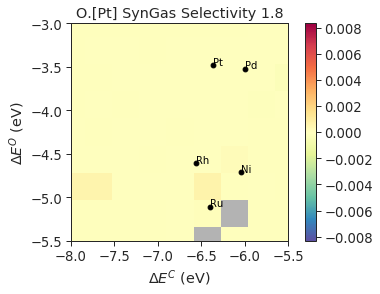 O.[Pt] SynGas Selectivity 1.8
−3.0
−3.5
−4.0
−4.5
−5.0
−5.5
ΔE^O (eV)
Pt
Pd
Rh
Ni
Ru
−8.0 −7.5 −7.0 −6.5 −6.0 −5.5
ΔE^C (eV)
0.008
0.006
0.004
0.002
0.000
−0.002
−0.004
−0.006
−0.008